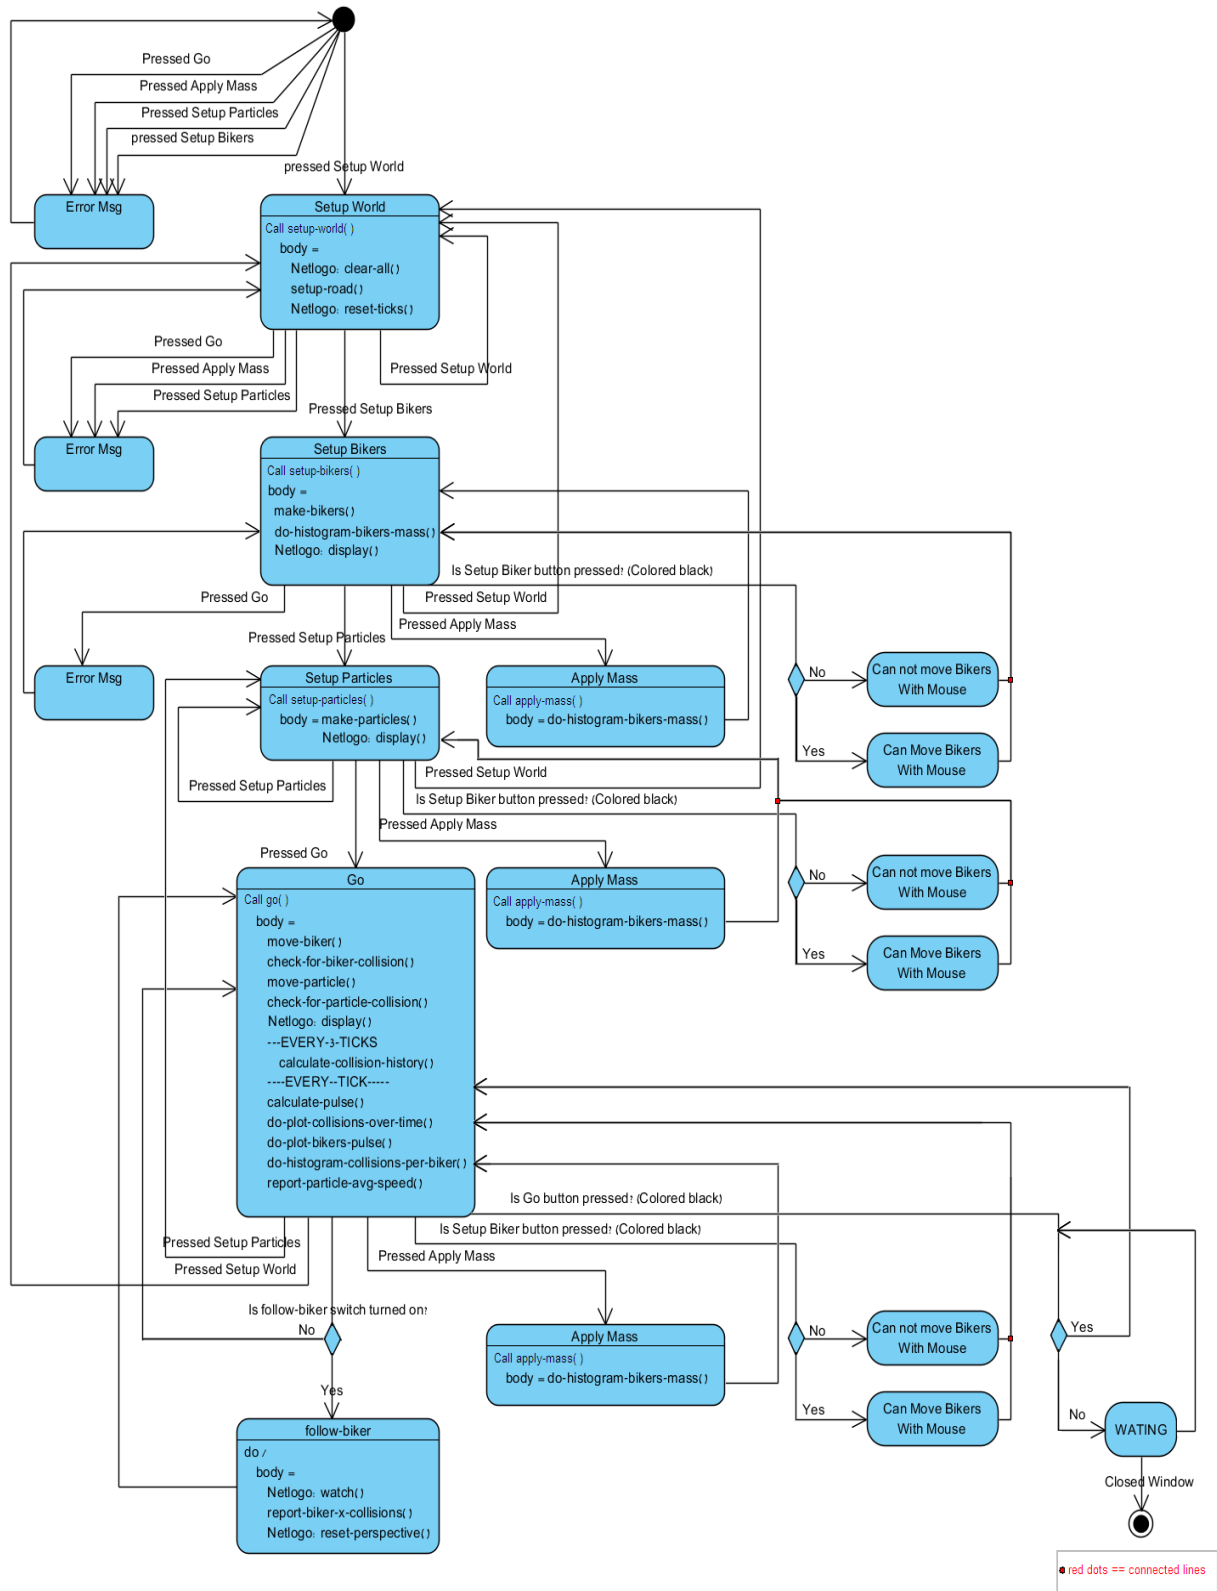 Pressed Go
Pressed Apply Mass
Pressed Setup Particles
pressed Setup Bikers
pressed Setup World
Error Msg
Setup World
Call setup-world( )
body =
Netlogo: clear-all()
setup-road()
Netlogo: reset-ticks()
Pressed Go
Pressed Apply Mass
Pressed Setup World
Pressed Setup Particles
Pressed Setup Bikers
Error Msg
Setup Bikers
Call setup-bikers( )
body =
make-bikers()
do-histogram-bikers-mass()
Netlogo: display()
Is Setup Biker button pressed? (Colored black)
Pressed Go
Pressed Setup World
Pressed Apply Mass
Pressed Setup Particles
Error Msg
Setup Particles
Call setup-particles( )
body = make-particles()
Netlogo: display()
Apply Mass
Call apply-mass( )
body = do-histogram-bikers-mass()
No
Can not move Bikers
With Mouse
Yes
Can Move Bikers
With Mouse
Pressed Setup World
Pressed Setup Particles
Is Setup Biker button pressed? (Colored black)
Pressed Apply Mass
Pressed Go
Go
Call go( )
body =
move-biker()
check-for-biker-collision()
move-particle()
check-for-particle-collision()
Netlogo: display()
---EVERY-3-TICKS
calculate-collision-history()
----EVERY--TICK-----
calculate-pulse()
do-plot-collisions-over-time()
do-plot-bikers-pulse()
do-histogram-collisions-per-biker()
report-particle-avg-speed()
Apply Mass
Call apply-mass( )
body = do-histogram-bikers-mass()
No
Can not move Bikers
With Mouse
Yes
Can Move Bikers
With Mouse
Is Go button pressed? (Colored black)
Is Setup Biker button pressed? (Colored black)
Pressed Setup Particles
Pressed Apply Mass
Pressed Setup World
Is follow-biker switch turned on?
No
Yes
Apply Mass
Call apply-mass( )
body = do-histogram-bikers-mass()
No
Can not move Bikers
With Mouse
Yes
Can Move Bikers
With Mouse
Yes
No
WATING
Closed Window
follow-biker
do /
body =
Netlogo: watch()
report-biker-x-collisions()
Netlogo: reset-perspective()
red dots == connected lines